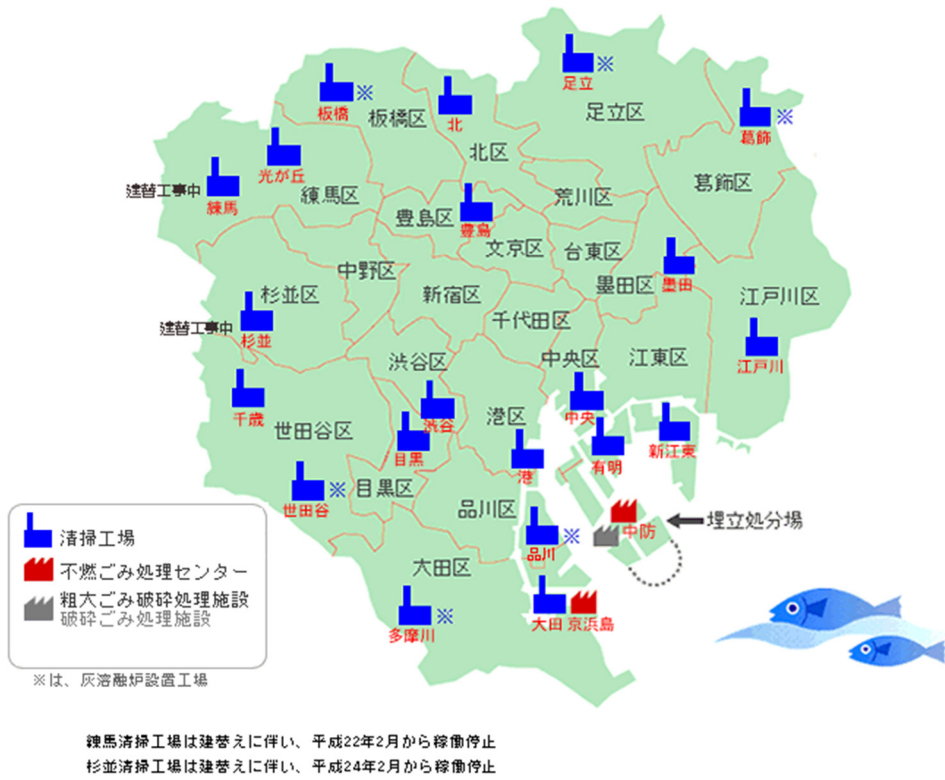 足立
※
板橋
※
板橋区
北
足立区
葛飾
※
光が丘
北区
建替工事中
練馬
練馬区
荒川区
葛飾区
豊島区
豊島
文京区
台東区
中野区
墨田
墨田区
杉並区
新宿区
江戸川区
千代田区
建替工事中
杉並
渋谷区
中央区
江東区
江戸川
千歳
世田谷区
渋谷
港区
中央
目黒
新江東
有明
港
世田谷
※
目黒区
品川区
中防
埋立処分場
品川
※
清掃工場
不燃ごみ処理センター
粗大ごみ破砕処理施設
破砕ごみ処理施設
大田区
多摩川
※
大田
京浜島
※は、灰溶融炉設置工場
練馬清掃工場は建替えに伴い、平成22年2月から稼働停止
杉並清掃工場は建替えに伴い、平成24年2月から稼働停止